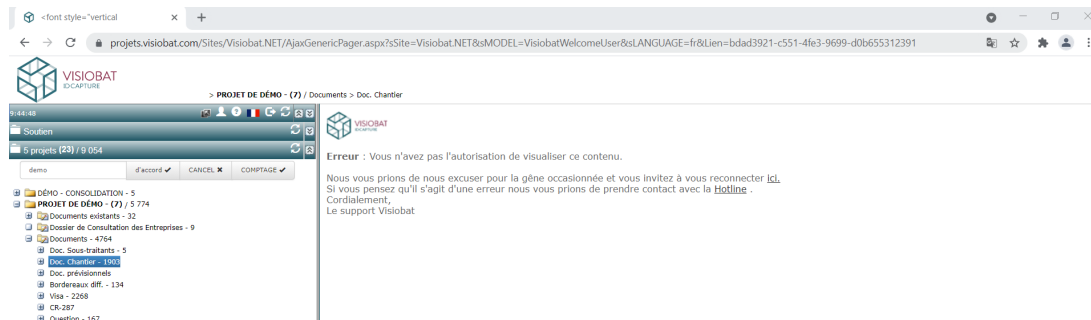 <font style="vertical
projets.visiobat.com/Sites/Visiobat.NET/AjaxGenericPager.aspx?sSite=Visiobat.NET&sMODEL=VisiobatWelcomeUser&sLANGUAGE=fr&Lien=bdad3921-c551-4fe3-9699-d0b655312391
VISIOBAT
IDCAPTURE
> PROJET DE DÉMO - (7) / Documents > Doc. Chantier
9:44:48
Soutien
5 projets (23) / 9 054
demo d'accord CANCEL COMPTAGE
DÉMO - CONSOLIDATION - 5
PROJET DE DÉMO - (7) / 5 774
Documents existants - 32
Dossier de Consultation des Entreprises - 9
Documents - 4764
Doc. Sous-traitants - 5
Doc. Chantier - 1903
Doc. prévisionnels
Bordereaux diff. - 134
Visa - 2268
CR-287
Question - 167
VISIOBAT
IDCAPTURE
Erreur : Vous n'avez pas l'autorisation de visualiser ce contenu.
Nous vous prions de nous excuser pour la gêne occasionnée et vous invitez à vous reconnecter ici.
Si vous pensez qu'il s'agit d'une erreur nous vous prions de prendre contact avec la Hotline .
Cordialement,
Le support Visiobat